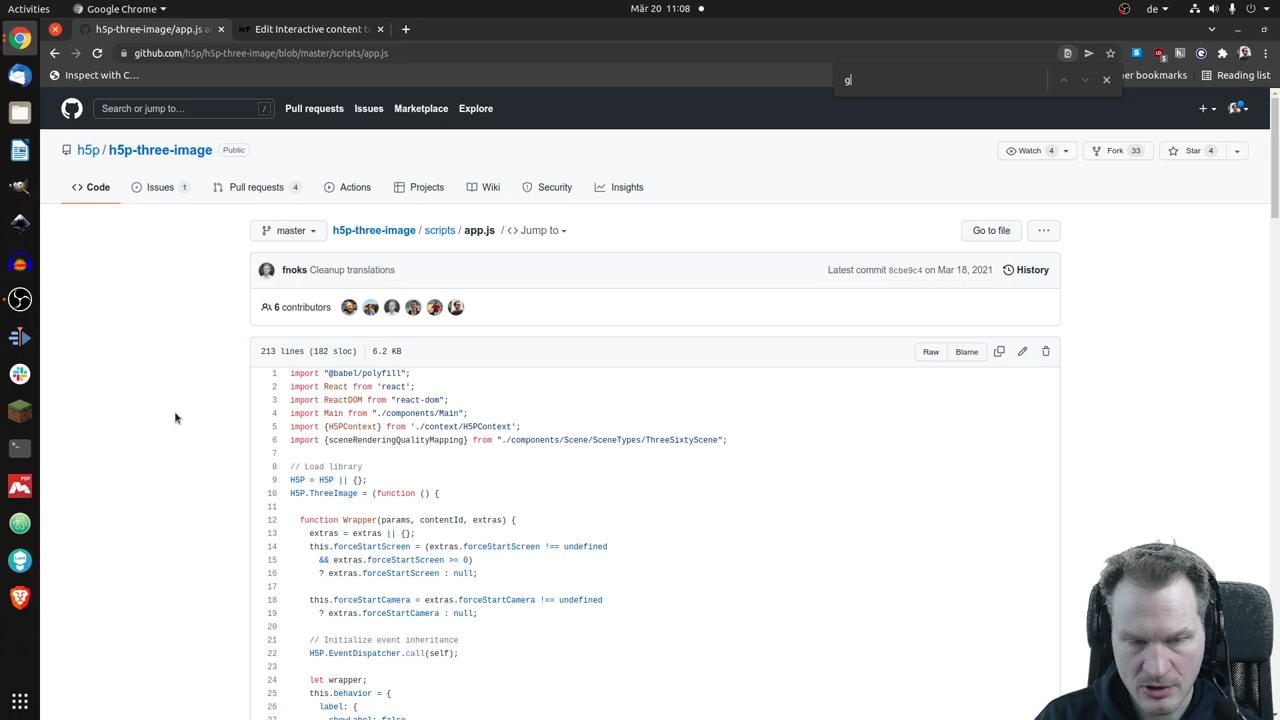 Activities
Google Chrome
Mär 20 11:08
de
h5p-three-image/app.js a
Edit Interactive content t
github.com/h5p/h5p-three-image/blob/master/scripts/app.js
Inspect with C…
her bookmarks
Reading list
g
Search or jump to…
/
Pull requests
Issues
Marketplace
Explore
h5p / h5p-three-image
Public
Watch 4
Fork 33
Star 4
Code
Issues 1
Pull requests 4
Actions
Projects
Wiki
Security
Insights
master
h5p-three-image / scripts / app.js / <> Jump to
Go to file
fnoks Cleanup translations
Latest commit 8cbe9c4 on Mar 18, 2021
History
6 contributors
213 lines (182 sloc) | 6.2 KB
Raw
Blame
1 import "@babel/polyfill";
2 import React from 'react';
3 import ReactDOM from "react-dom";
4 import Main from "./components/Main";
5 import {H5PContext} from './context/H5PContext';
6 import {sceneRenderingQualityMapping} from "./components/Scene/SceneTypes/ThreeSixtyScene";
7
8 // Load library
9 H5P = H5P || {};
10 H5P.ThreeImage = (function () {
11
12 function Wrapper(params, contentId, extras) {
13 extras = extras || {};
14 this.forceStartScreen = (extras.forceStartScreen !== undefined
15 && extras.forceStartScreen >= 0)
16 ? extras.forceStartScreen : null;
17
18 this.forceStartCamera = extras.forceStartCamera !== undefined
19 ? extras.forceStartCamera : null;
20
21 // Initialize event inheritance
22 H5P.EventDispatcher.call(self);
23
24 let wrapper;
25 this.behavior = {
26 label: {
27 showLabel: false